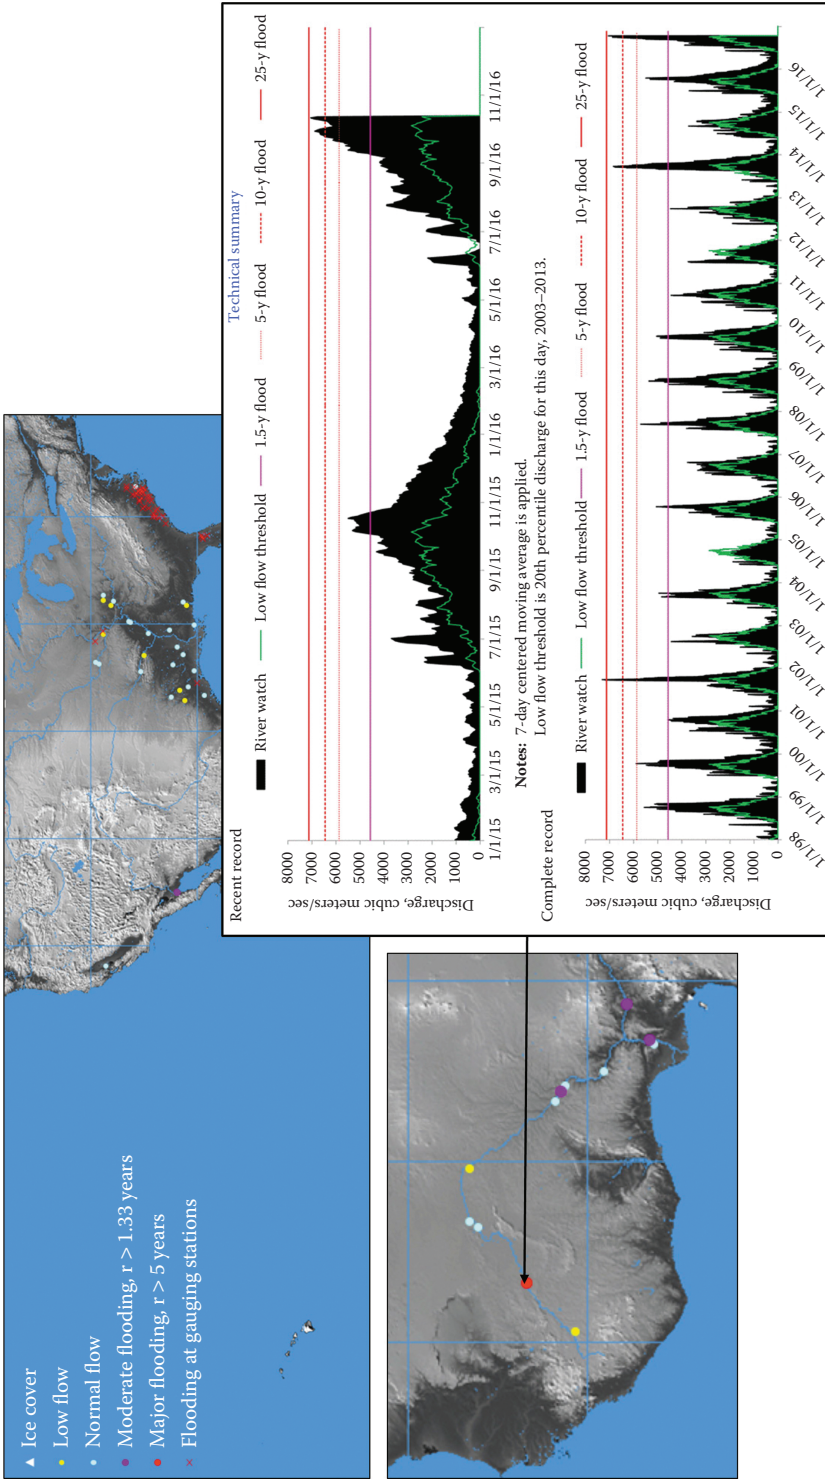 Ice cover
Low flow
Normal flow
Moderate flooding, r > 1.33 years
Major flooding, r > 5 years
Flooding at gauging stations
Technical summary
Recent record
River watch
Low flow threshold
1.5-y flood
5-y flood
10-y flood
25-y flood
Discharge, cubic meters/sec
8000
7000
6000
5000
4000
3000
2000
1000
0
1/1/15
3/1/15
5/1/15
7/1/15
9/1/15
11/1/15
1/1/16
3/1/16
5/1/16
7/1/16
9/1/16
11/1/16
Notes: 7-day centered moving average is applied.
Low flow threshold is 20th percentile discharge for this day, 2003–2013.
Complete record
River watch
Low flow threshold
1.5-y flood
5-y flood
10-y flood
25-y flood
Discharge, cubic meters/sec
8000
7000
6000
5000
4000
3000
2000
1000
0
1/1/98
1/1/99
1/1/00
1/1/01
1/1/02
1/1/03
1/1/04
1/1/05
1/1/06
1/1/07
1/1/08
1/1/09
1/1/10
1/1/11
1/1/12
1/1/13
1/1/14
1/1/15
1/1/16